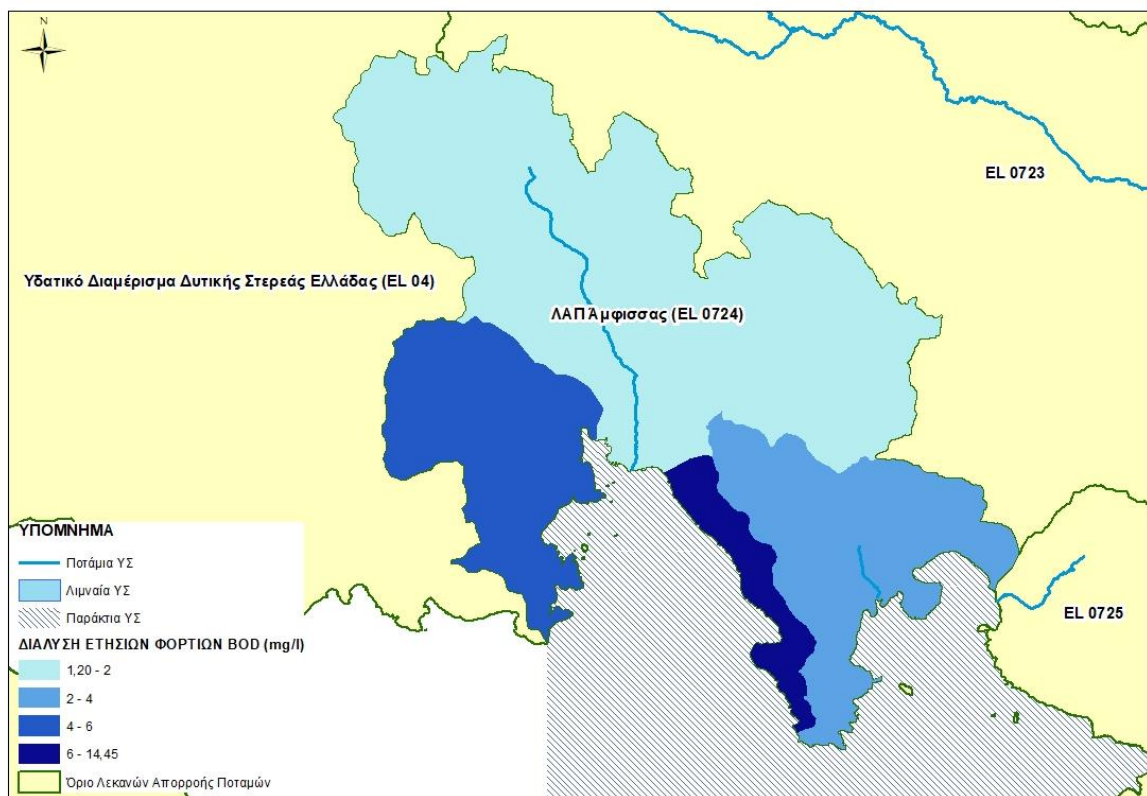 N
EL 0723
Υδατικό Διαμέρισμα Δυτικής Στερεάς Ελλάδας (EL 04)
ΛΑΠ Άμφισσας (EL 0724)
EL 0725
ΥΠΟΜΝΗΜΑ
Ποτάμια ΥΣ
Λιμναία ΥΣ
Παράκτια ΥΣ
ΔΙΑΛΥΣΗ ΕΤΗΣΙΩΝ ΦΟΡΤΙΩΝ BOD (mg/l)
1,20 - 2
2 - 4
4 - 6
6 - 14,45
Όριο Λεκανών Απορροής Ποταμών